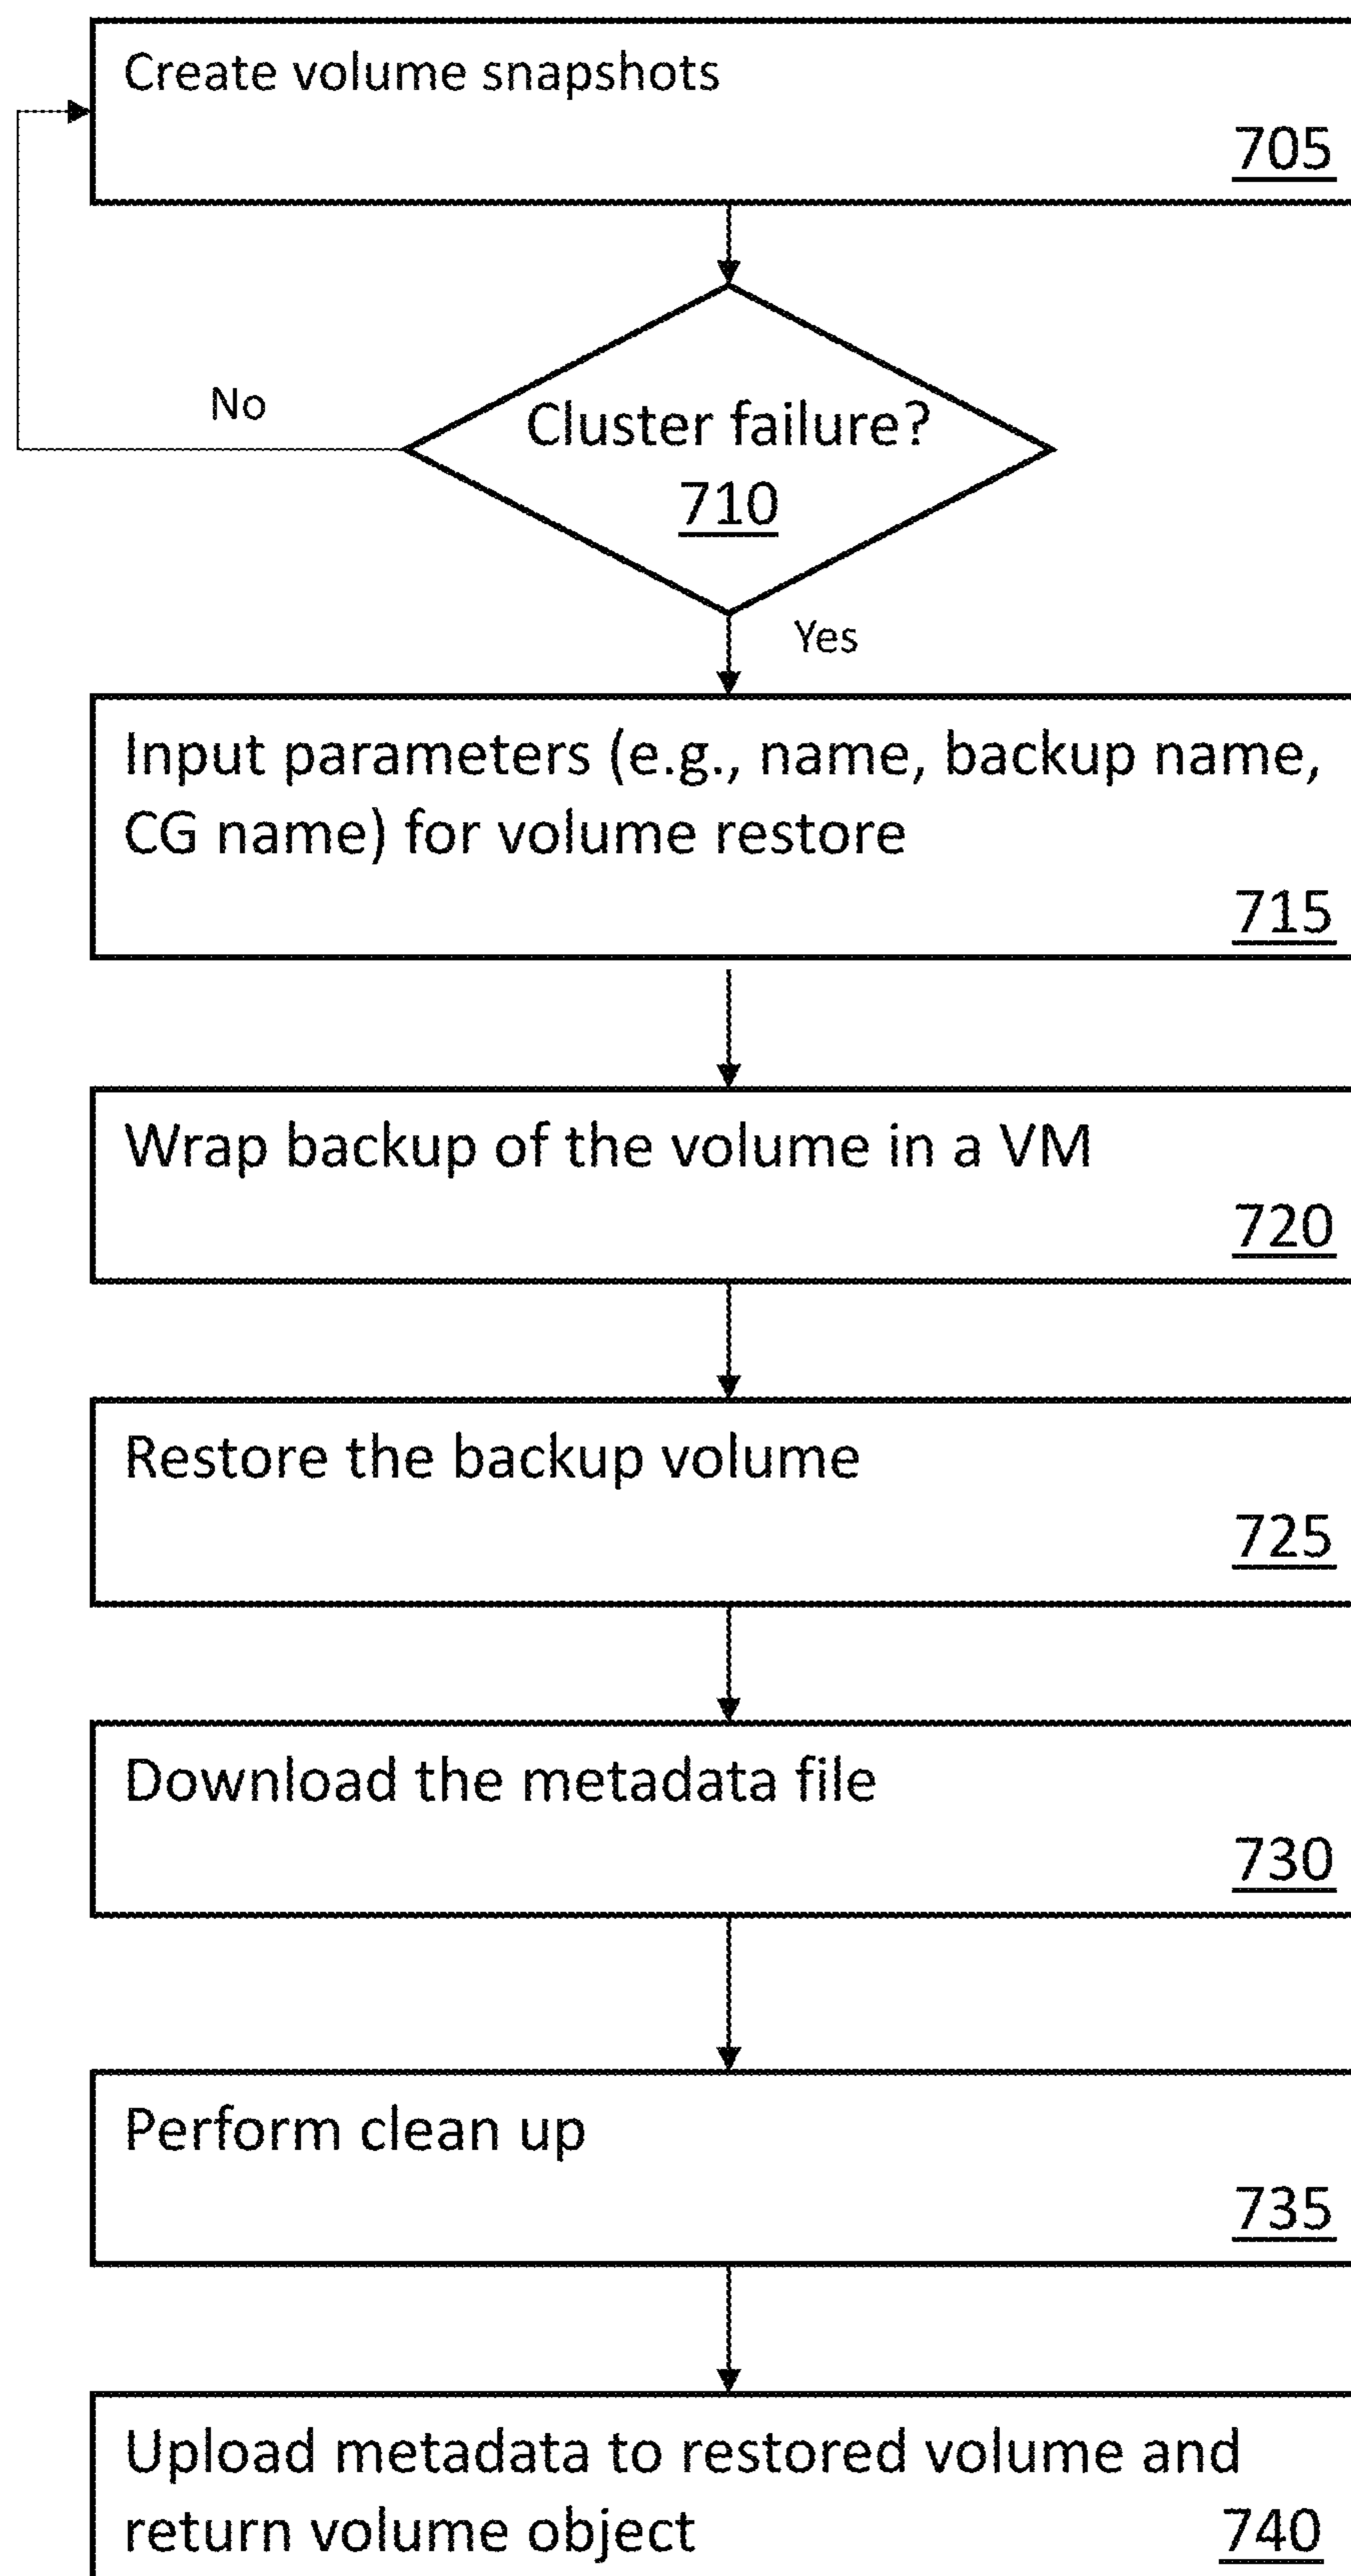 Create volume snapshots
705
No
Cluster failure?
710
Yes
Input parameters (e.g., name, backup name,
CG name) for volume restore
715
Wrap backup of the volume in a VM
720
Restore the backup volume
725
Download the metadata file
730
Perform clean up
735
Upload metadata to restored volume and
return volume object 740